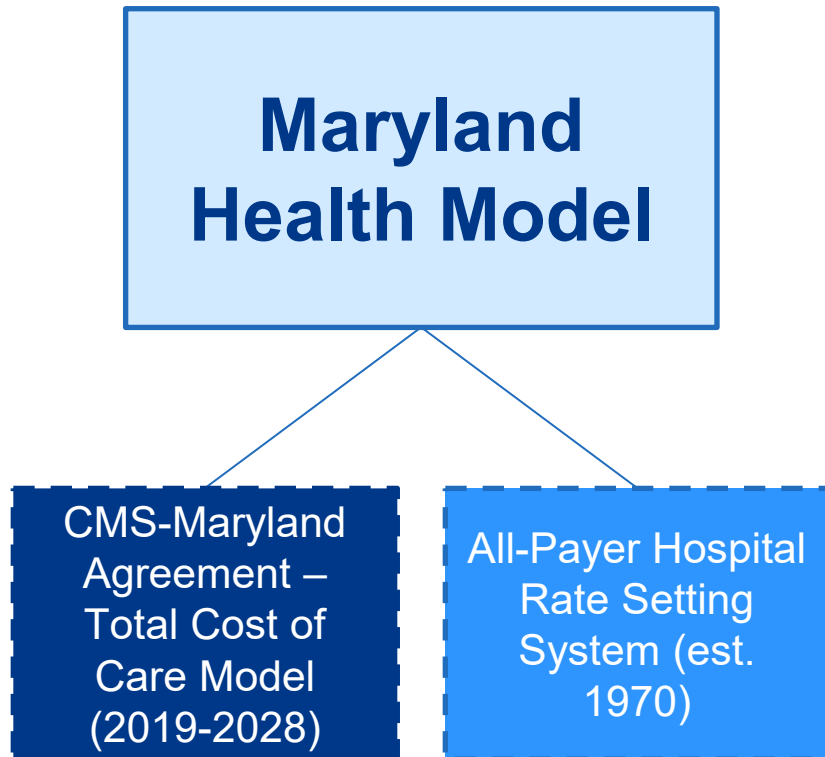 Maryland
Health Model
CMS-Maryland
Agreement –
Total Cost of
Care Model
(2019-2028)
All-Payer Hospital
Rate Setting
System (est.
1970)